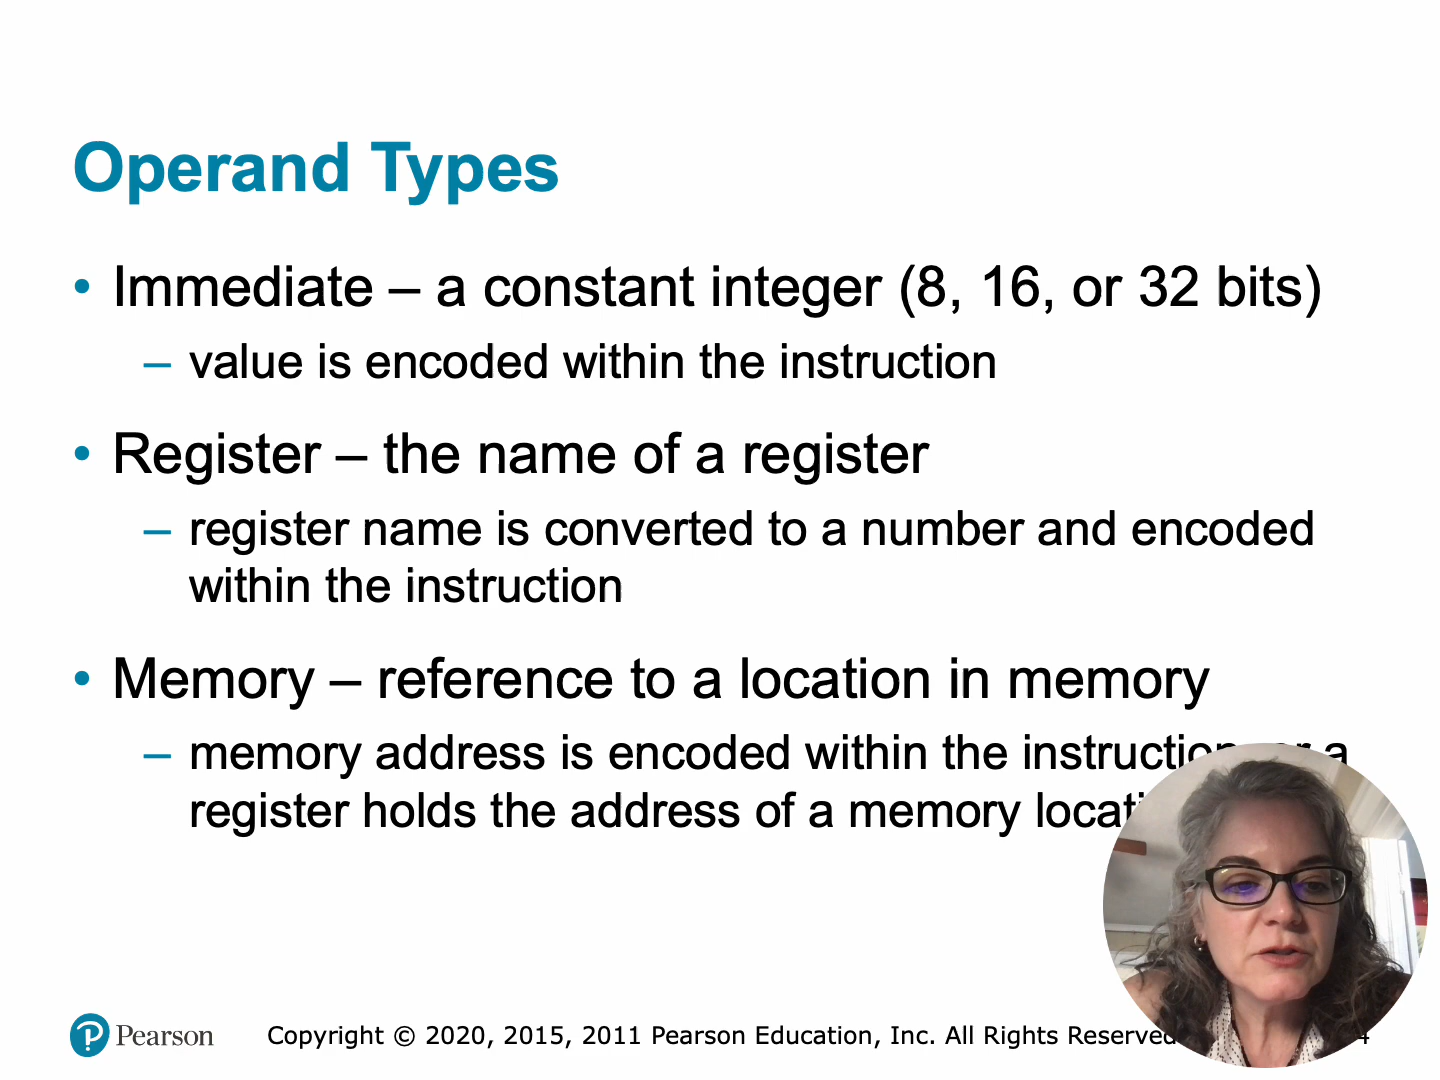 Operand Types
• Immediate – a constant integer (8, 16, or 32 bits)
– value is encoded within the instruction
• Register – the name of a register
– register name is converted to a number and encoded
within the instruction
• Memory – reference to a location in memory
– memory address is encoded within the instruction, or a
register holds the address of a memory
Pearson Copyright © 2020, 2015, 2011 Pearson Education, Inc. All Rights Reserved